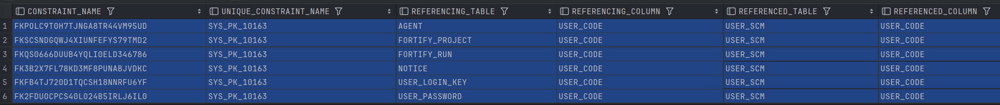 CONSTRAINT_NAME UNIQUE_CONSTRAINT_NAME REFERENCING_TABLE REFERENCING_COLUMN REFERENCED_TABLE REFERENCED_COLUMN
1 FKPOLC9T0H7TJNGA8TR44VM95UD SYS_PK_10163 AGENT USER_CODE USER_SCM USER_CODE
2 FKSCSNDGQWJ4XIUNFEFYS79TMD2 SYS_PK_10163 FORTIFY_PROJECT USER_CODE USER_SCM USER_CODE
3 FKQS0666DUUB4YQLI0ELD346786 SYS_PK_10163 FORTIFY_RUN USER_CODE USER_SCM USER_CODE
4 FK3B2X7FL78KD3MF8PUNABJVDKC SYS_PK_10163 NOTICE USER_CODE USER_SCM USER_CODE
5 FKFB4TJ720D1TQCSH18NNRFU6YF SYS_PK_10163 USER_LOGIN_KEY USER_CODE USER_SCM USER_CODE
6 FK2FDUOCPCS40LO24B5IRLJ6IL0 SYS_PK_10163 USER_PASSWORD USER_CODE USER_SCM USER_CODE